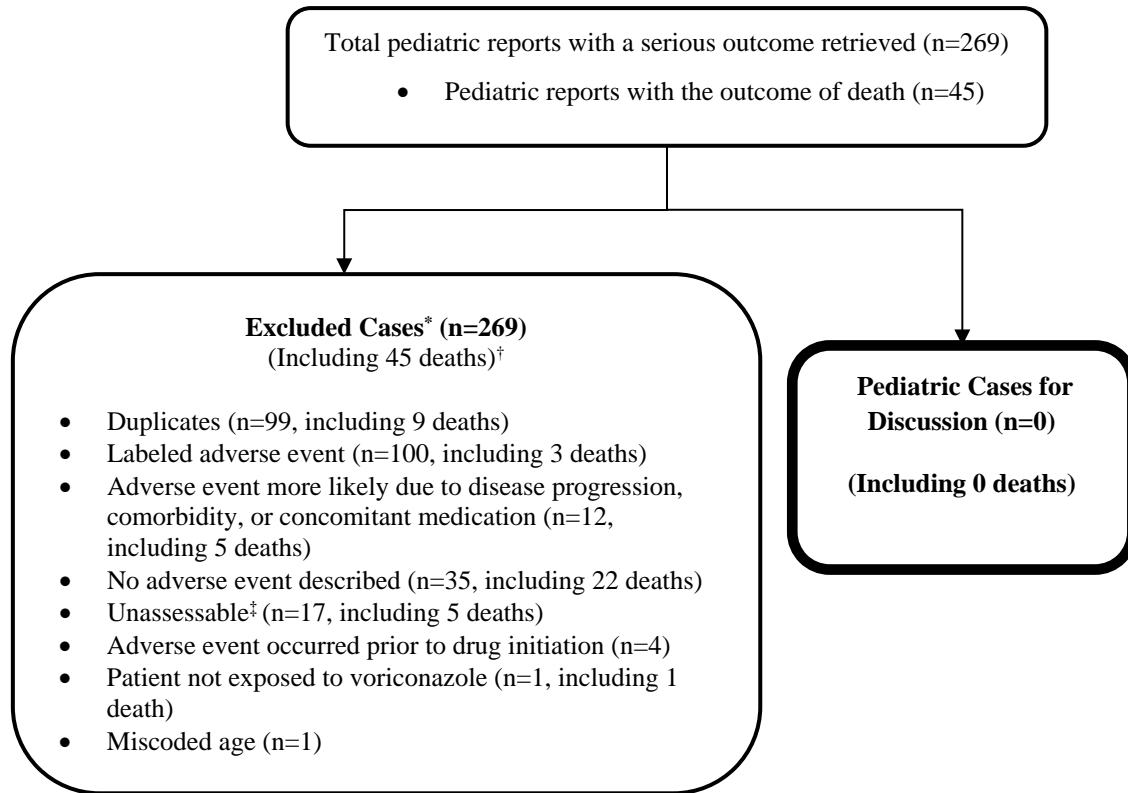 Total pediatric reports with a serious outcome retrieved (n=269)
• Pediatric reports with the outcome of death (n=45)
Excluded Cases* (n=269)
(Including 45 deaths)†
• Duplicates (n=99, including 9 deaths)
• Labeled adverse event (n=100, including 3 deaths)
• Adverse event more likely due to disease progression,
comorbidity, or concomitant medication (n=12,
including 5 deaths)
• No adverse event described (n=35, including 22 deaths)
• Unassessable‡ (n=17, including 5 deaths)
• Adverse event occurred prior to drug initiation (n=4)
• Patient not exposed to voriconazole (n=1, including 1
death)
• Miscoded age (n=1)
Pediatric Cases for
Discussion (n=0)
(Including 0 deaths)